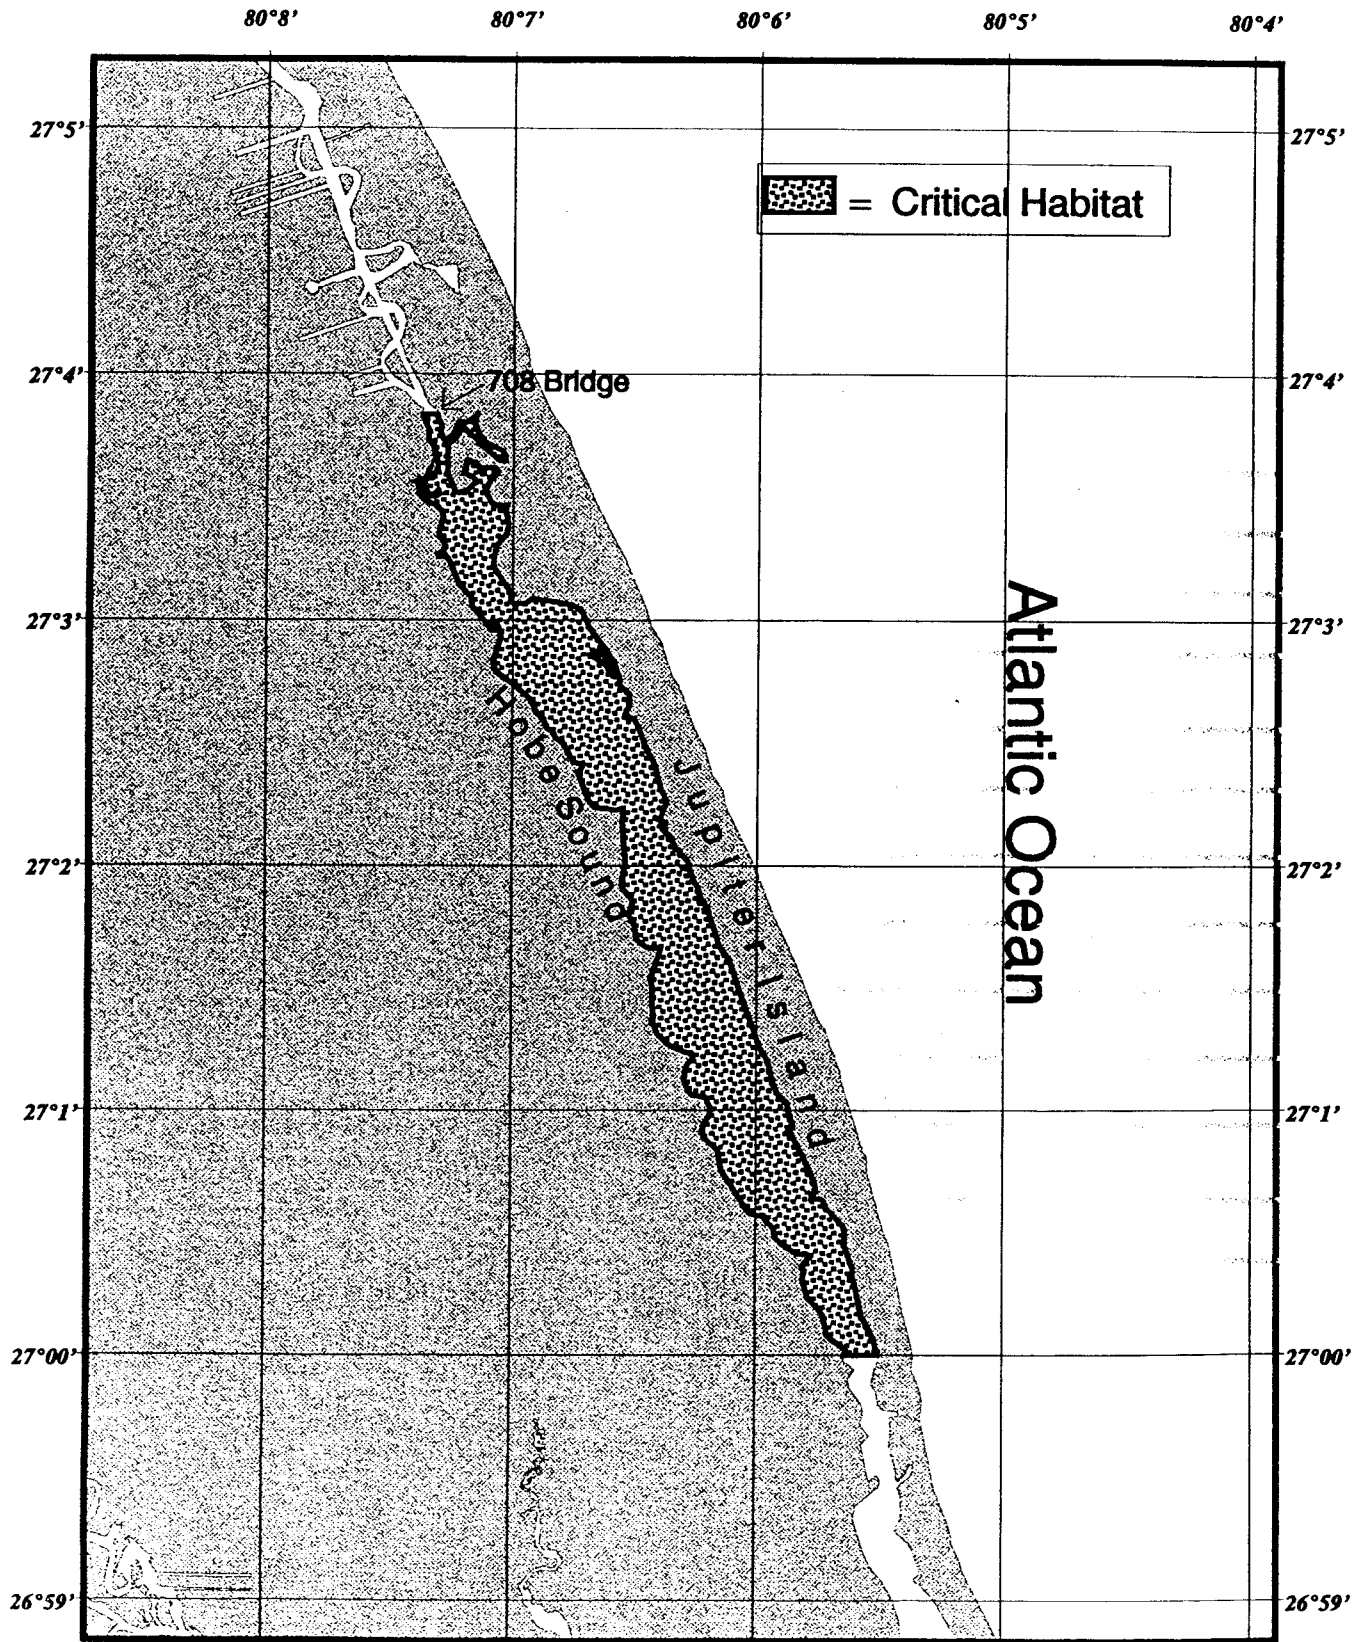 80°8' 80°7' 80°6' 80°5' 80°4'
27°5' 27°5'
= Critical Habitat
27°4' 27°4'
708 Bridge
27°3' 27°3'
Atlantic Ocean
Hobe Sound
Jupiter Island
27°2' 27°2'
27°1' 27°1'
27°00' 27°00'
26°59' 26°59'